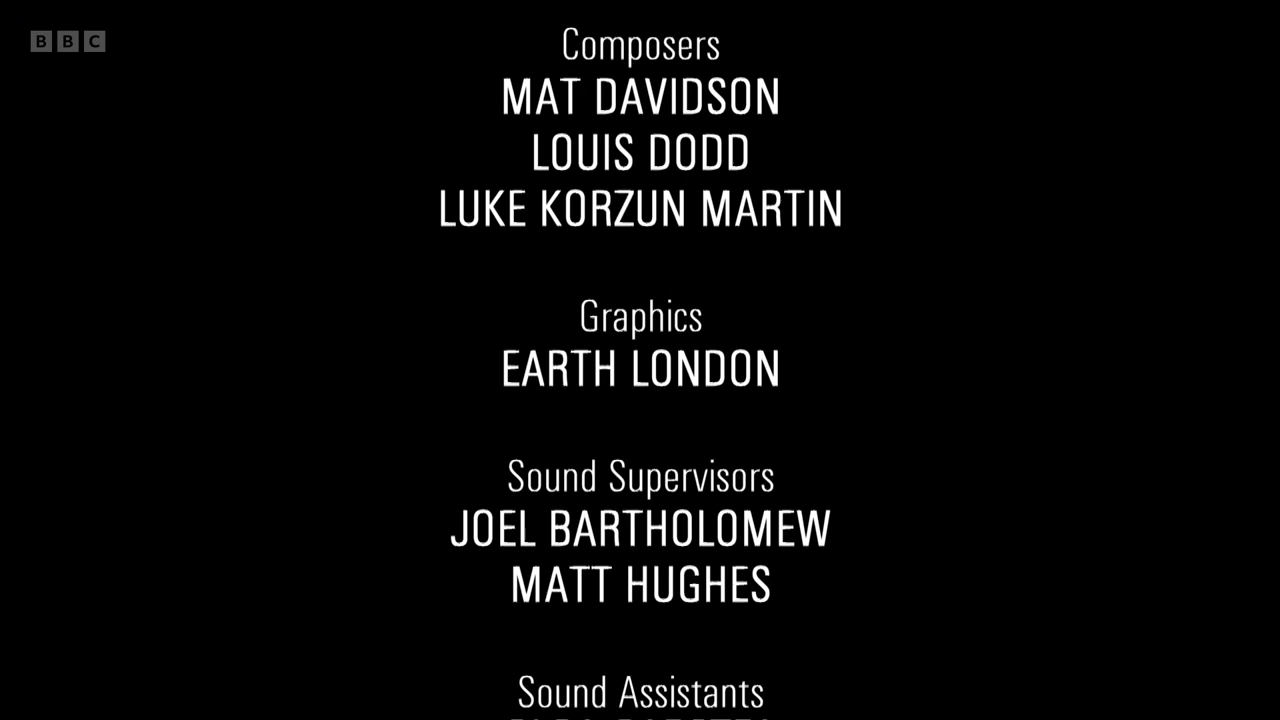 BBC
Composers
MAT DAVIDSON
LOUIS DODD
LUKE KORZUN MARTIN
Graphics
EARTH LONDON
Sound Supervisors
JOEL BARTHOLOMEW
MATT HUGHES
Sound Assistants